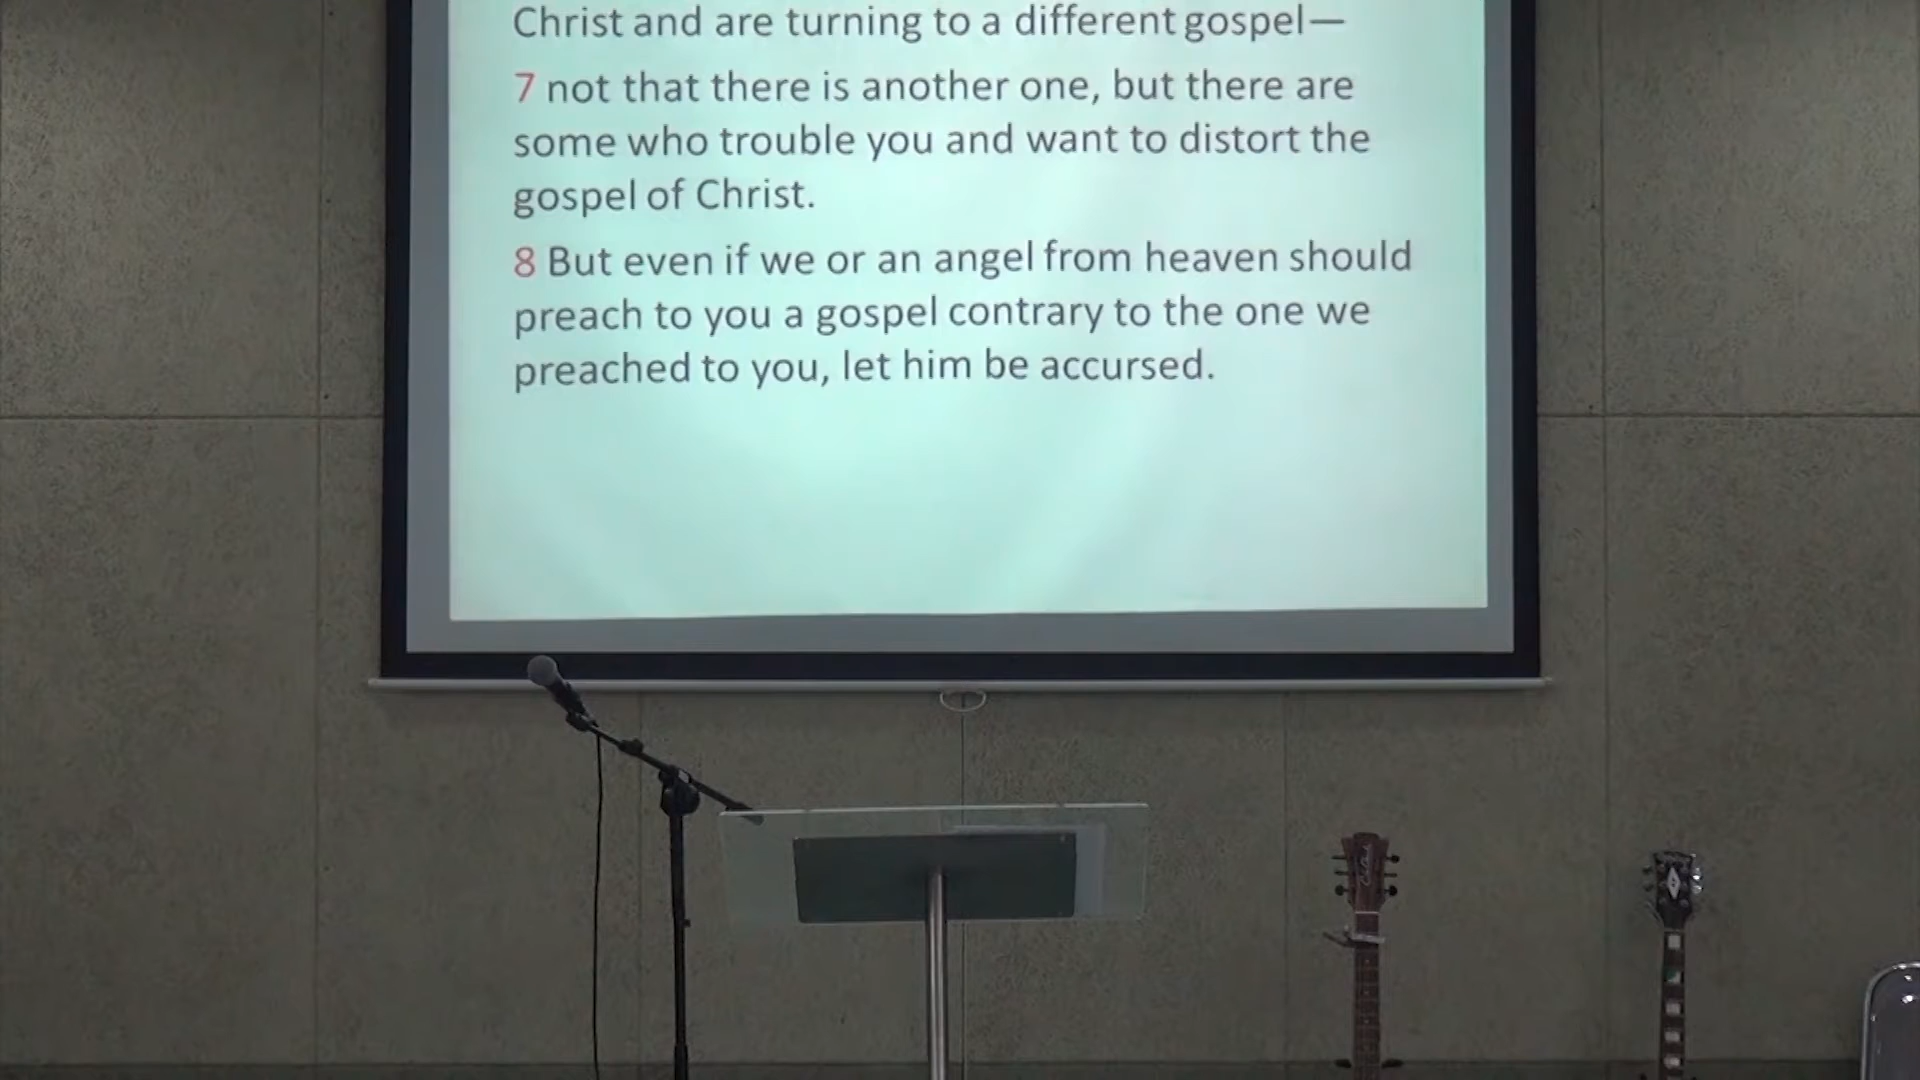 Christ and are turning to a different gospel—
7 not that there is another one, but there are
some who trouble you and want to distort the
gospel of Christ.
8 But even if we or an angel from heaven should
preach to you a gospel contrary to the one we
preached to you, let him be accursed.